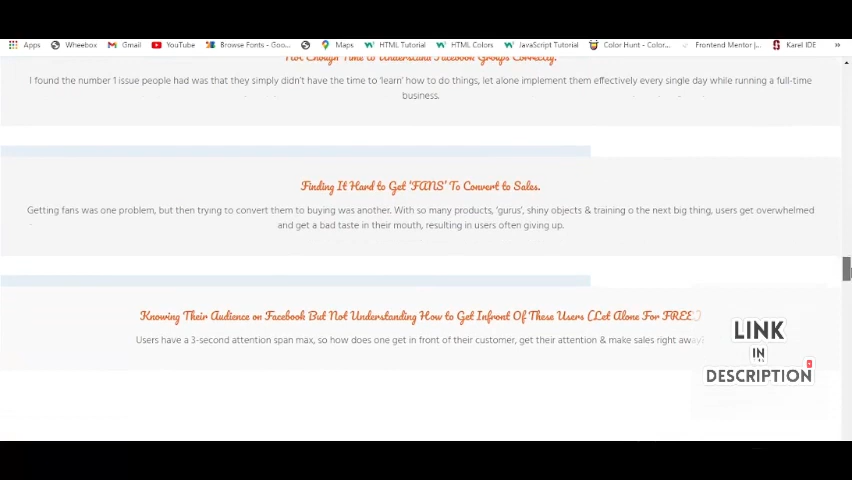 Apps Wheebox Gmail YouTube Browse Fonts - Goo... Maps HTML Tutorial HTML Colors JavaScript Tutorial Color Hunt - Color... Frontend Mentor |... Karel IDE »
Not Enough Time to Understand Facebook Groups Correctly.
I found the number 1 issue people had was that they simply didn't have the time to 'learn' how to do things, let alone implement them effectively every single day while running a full-time
business.
Finding It Hard to Get 'FANS' To Convert to Sales.
Getting fans was one problem, but then trying to convert them to buying was another. With so many products, 'gurus', shiny objects & training o the next big thing, users get overwhelmed
and get a bad taste in their mouth, resulting in users often giving up.
Knowing Their Audience on Facebook But Not Understanding How to Get Infront Of These Users (Let Alone For FREE!)
Users have a 3-second attention span max, so how does one get in front of their customer, get their attention & make sales right away?
LINK
IN
DESCRIPTION